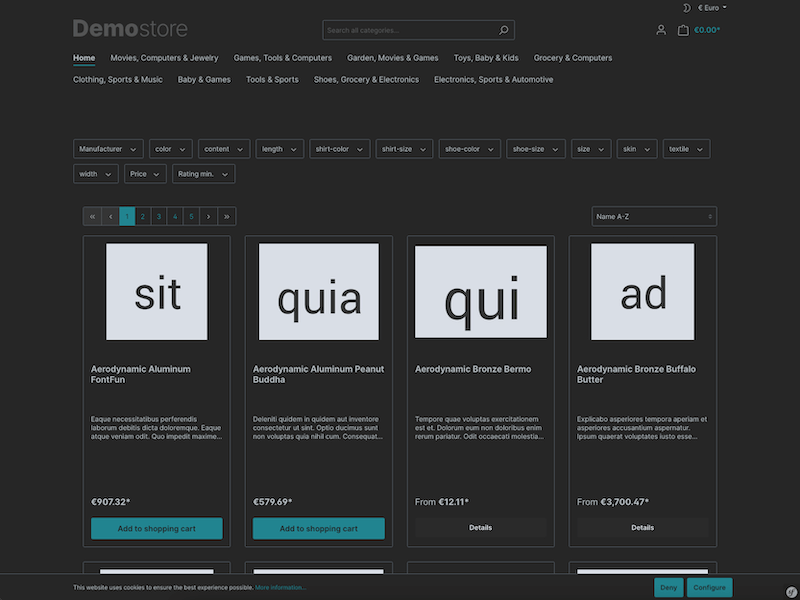 € Euro
Demostore
Search all categories...
€0.00*
Home Movies, Computers & Jewelry Games, Tools & Computers Garden, Movies & Games Toys, Baby & Kids Grocery & Computers
Clothing, Sports & Music Baby & Games Tools & Sports Shoes, Grocery & Electronics Electronics, Sports & Automotive
Manufacturer color content length shirt-color shirt-size shoe-color shoe-size size skin textile
width Price Rating min.
« ‹ 1 2 3 4 5 › »
Name A-Z
sit
Aerodynamic Aluminum
FontFun
Eaque necessitatibus perferendis
laborum debitis dicta doloremque. Eaque
atque veniam odit. Quo impedit maxime...
€907.32*
Add to shopping cart
quia
Aerodynamic Aluminum Peanut
Buddha
Deleniti quidem in quidem aut inventore
consectetur ut sint. Optio ducimus sunt
non voluptas quia nihil cum. Consequat...
€579.69*
Add to shopping cart
qui
Aerodynamic Bronze Bermo
Tempore quae voluptas exercitationem
est et. Dolorum eum non doloribus enim
rerum pariatur. Odit occaecati molestia...
From €12.11*
Details
ad
Aerodynamic Bronze Buffalo
Butter
Explicabo asperiores tempora aperiam et
asperiores accusantium aspernatur.
Ipsum quaerat voluptates iusto esse...
From €3,700.47*
Details
This website uses cookies to ensure the best experience possible. More information...
Deny
Configure